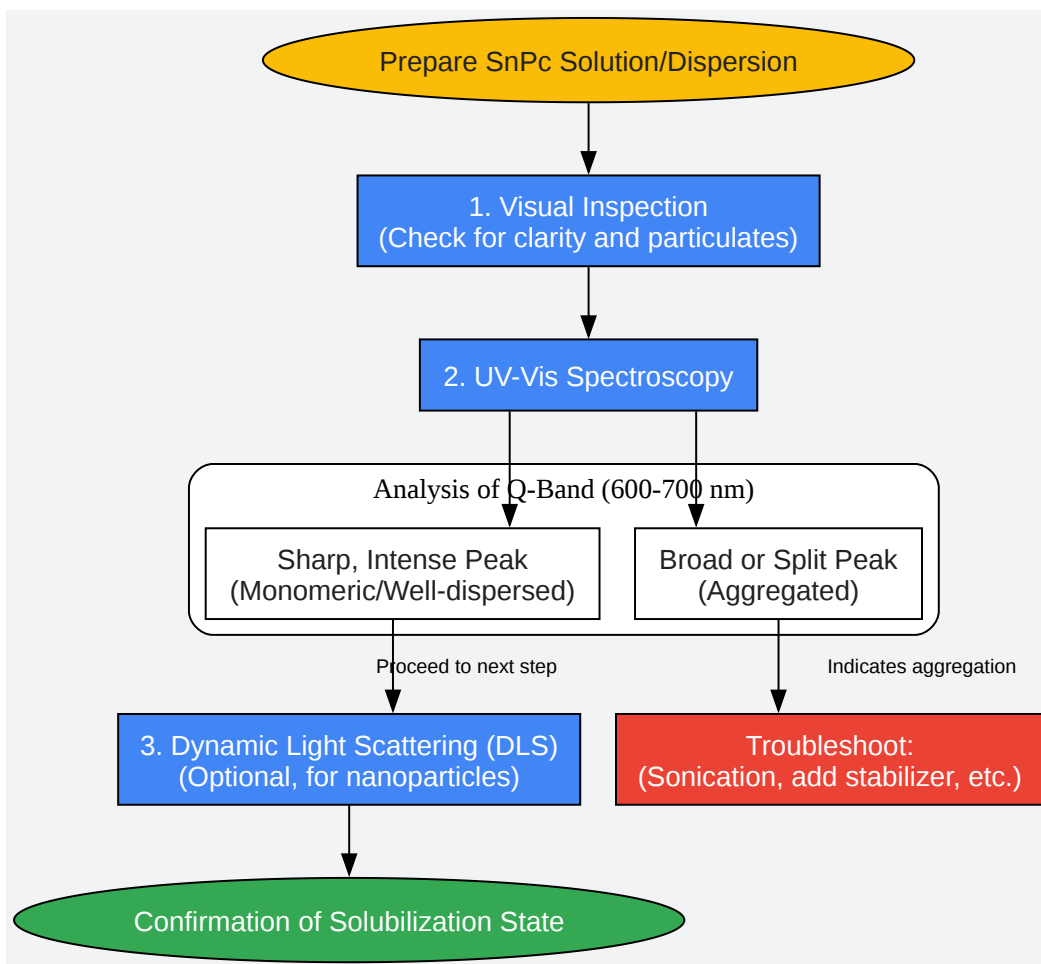 Prepare SnPc Solution/Dispersion
1. Visual Inspection
(Check for clarity and particulates)
2. UV-Vis Spectroscopy
Analysis of Q-Band (600-700 nm)
Sharp, Intense Peak
(Monomeric/Well-dispersed)
Broad or Split Peak
(Aggregated)
Proceed to next step
Indicates aggregation
3. Dynamic Light Scattering (DLS)
(Optional, for nanoparticles)
Troubleshoot:
(Sonication, add stabilizer, etc.)
Confirmation of Solubilization State